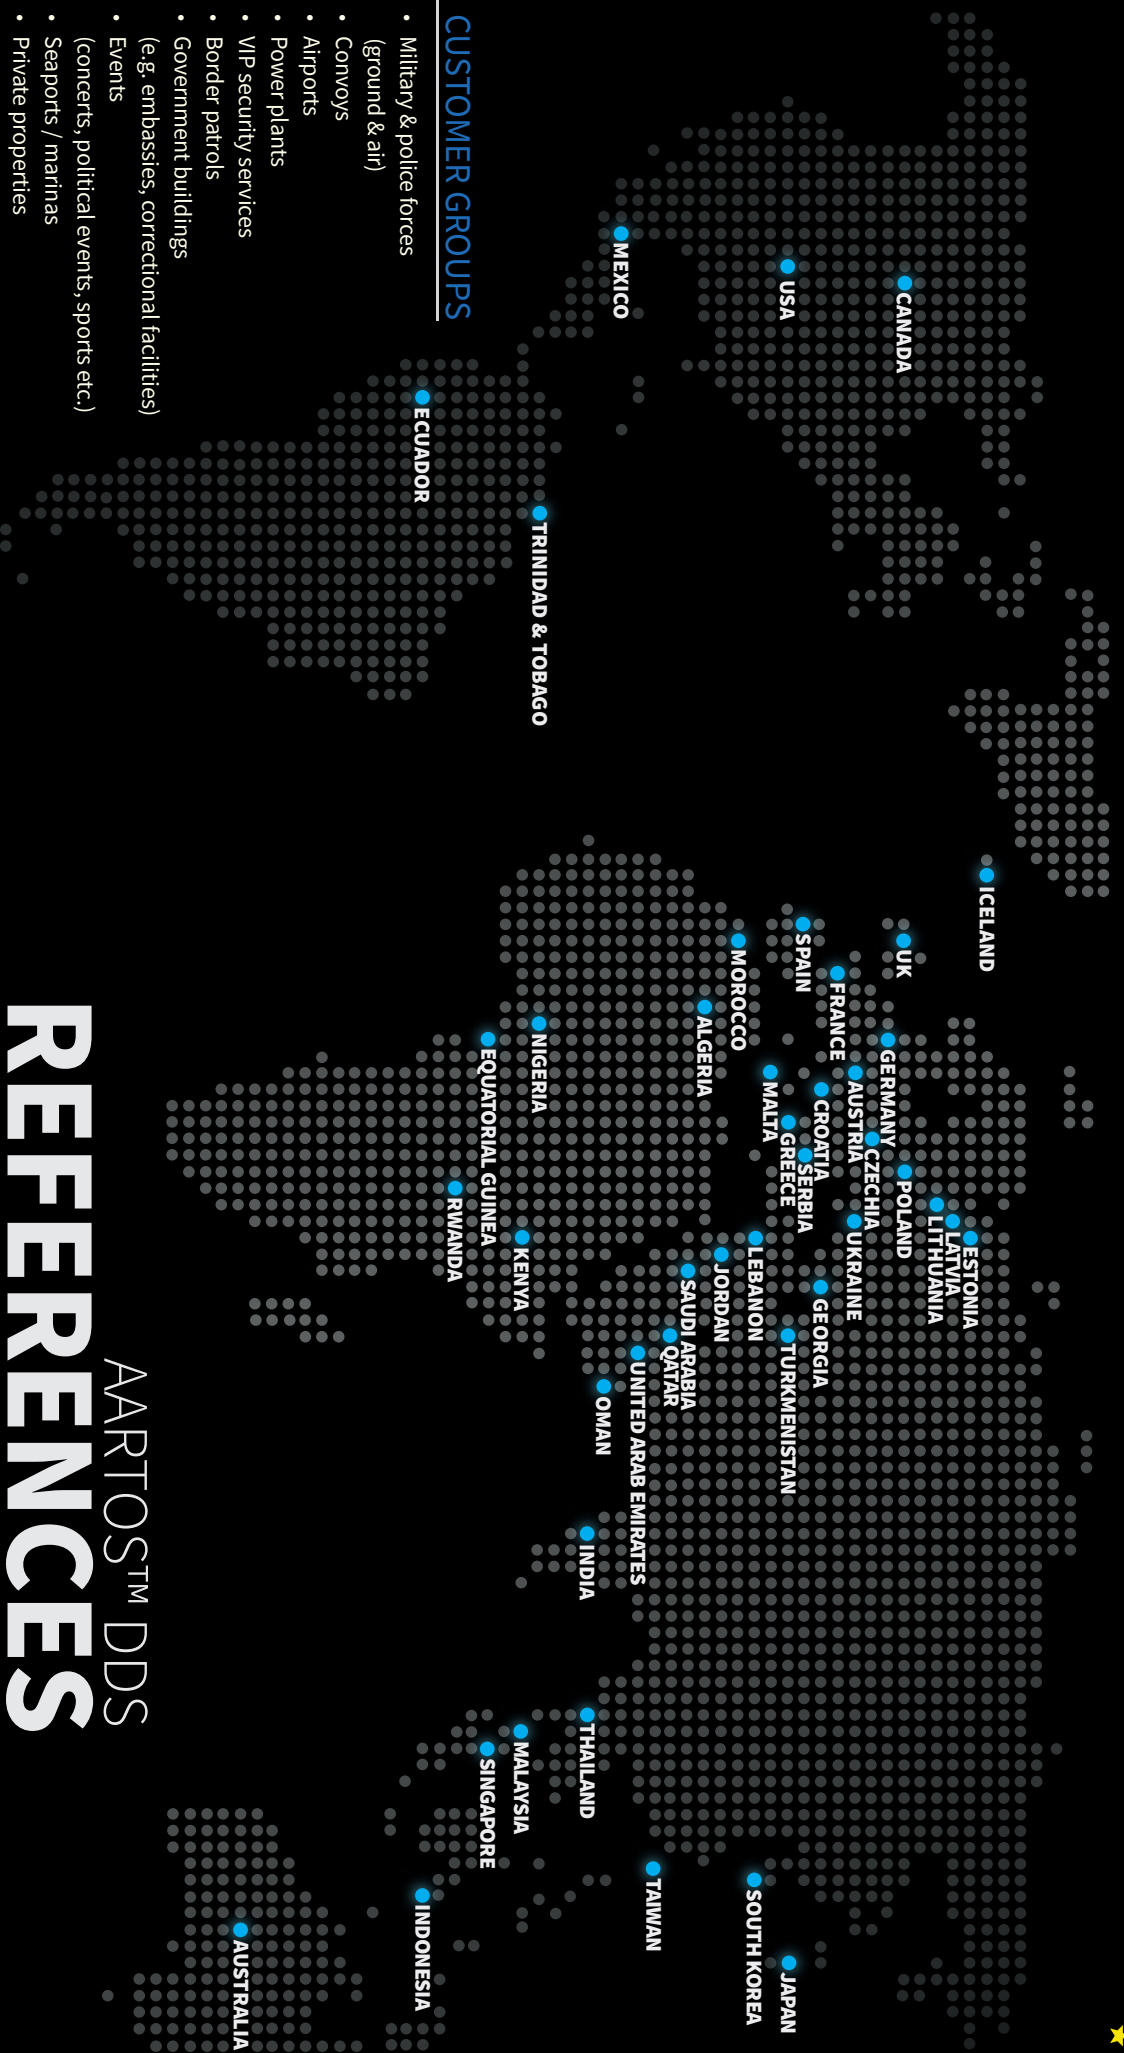 CANADA
USA
MEXICO
TRINIDAD & TOBAGO
ECUADOR
ICELAND
UK
SPAIN
FRANCE
MOROCCO
ALGERIA
NIGERIA
EQUATORIAL GUINEA
GERMANY
AUSTRIA
CROATIA
MALTA
GREECE
SERBIA
CZECHIA
POLAND
LITHUANIA
LATVIA
ESTONIA
UKRAINE
GEORGIA
LEBANON
JORDAN
SAUDI ARABIA
QATAR
TURKMENISTAN
UNITED ARAB EMIRATES
OMAN
KENYA
RWANDA
INDIA
THAILAND
MALAYSIA
SINGAPORE
TAIWAN
SOUTH KOREA
JAPAN
INDONESIA
AUSTRALIA
CUSTOMER GROUPS
• Military & police forces
(ground & air)
• Convoys
• Airports
• Power plants
• VIP security services
• Border patrols
• Government buildings
(e.g. embassies, correctional facilities)
• Events
(concerts, political events, sports etc.)
• Seaports / marinas
• Private properties
AARTOS™ DDS
REFERENCES